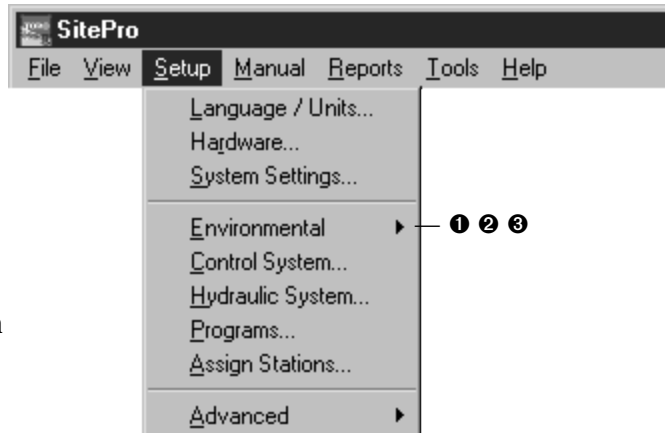 SitePro
File View Setup Manual Reports Tools Help
Language / Units...
Hardware...
System Settings...
Environmental ❶ ❷ ❸
Control System...
Hydraulic System...
Programs...
Assign Stations...
Advanced